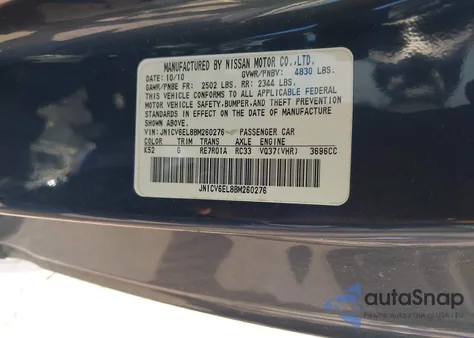 MANUFACTURED BY NISSAN MOTOR CO.,LTD.
DATE: 10/10 GVWR/PNBV: 4830 LBS.
GAWR/PNBE FR: 2502 LBS. RR: 2344 LBS.
THIS VEHICLE CONFORMS TO ALL APPLICABLE FEDERAL
MOTOR VEHICLE SAFETY, BUMPER, AND THEFT PREVENTION
STANDARDS IN EFFECT ON THE DATE OF MANUFACTURE
SHOWN ABOVE.
VIN: JN1CV6EL8BM260276 PASSENGER CAR
COLOR TRIM TRANS AXLE ENGINE
K52 G RE7R01A RC33 VQ37(VHR) 3696CC
JN1CV6EL8BM260276
autoSnap